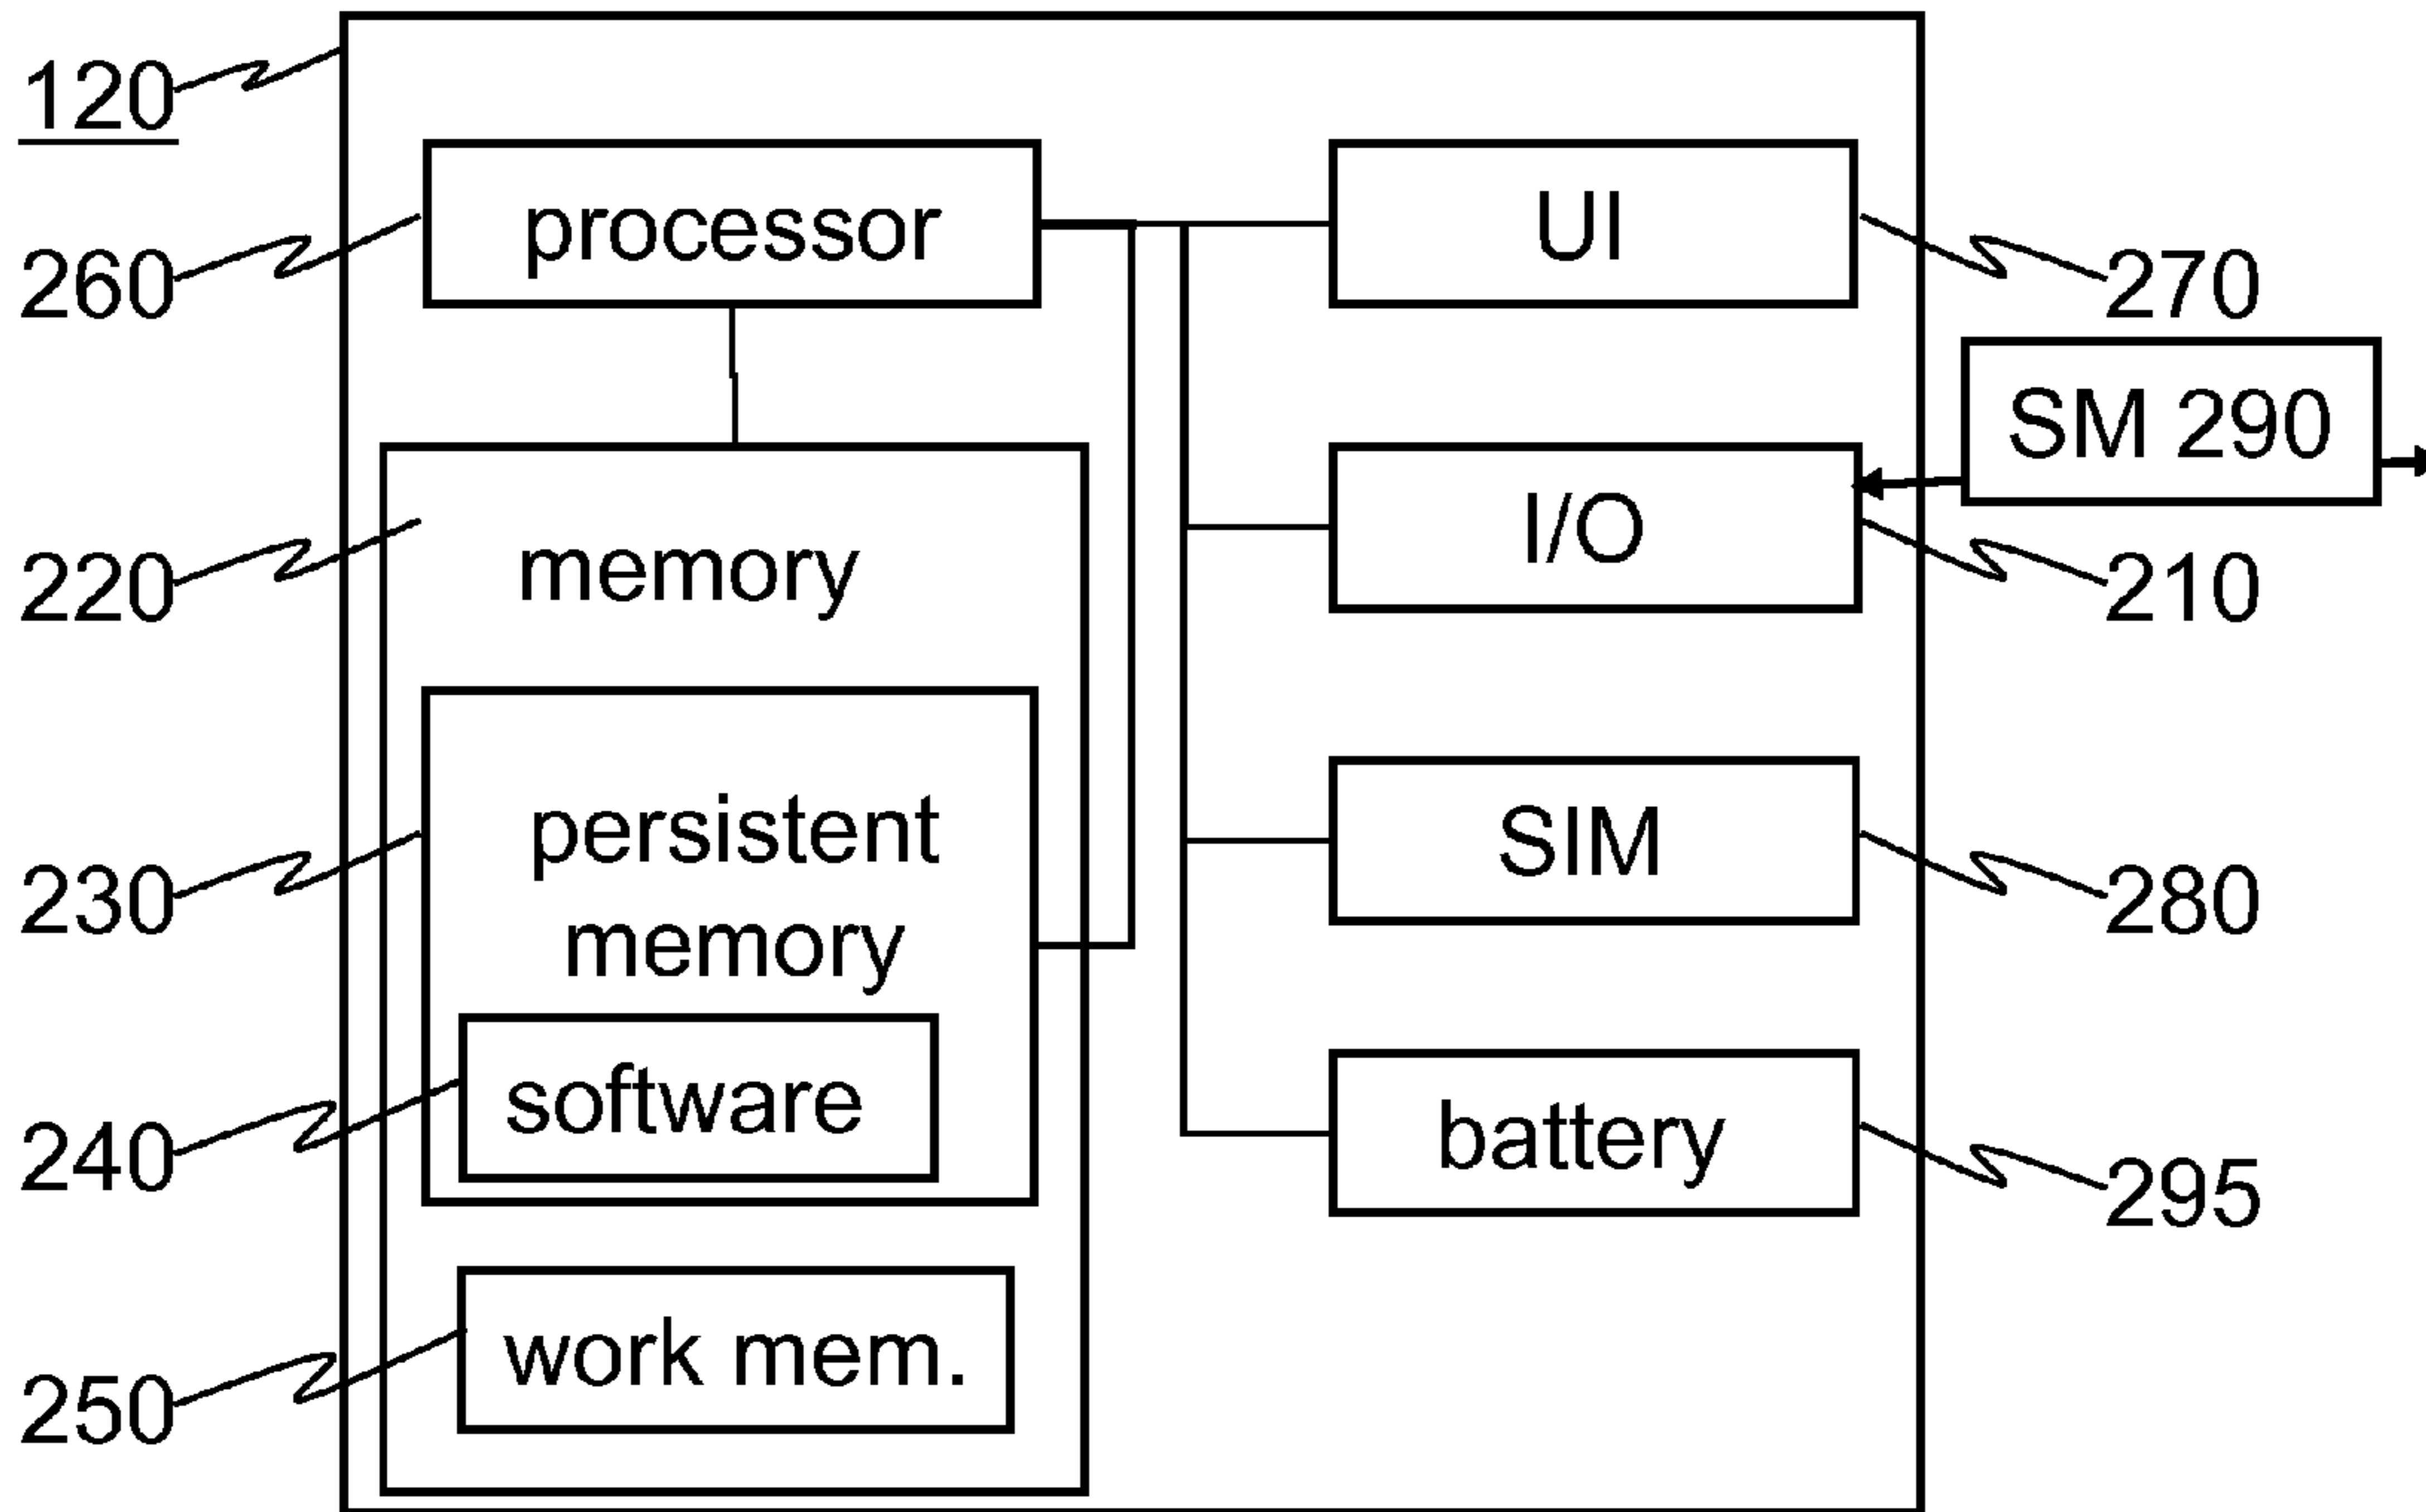 120
processor
UI
260
270
SM 290
I/O
memory
220
210
persistent
memory
SIM
230
280
software
battery
240
295
work mem.
250